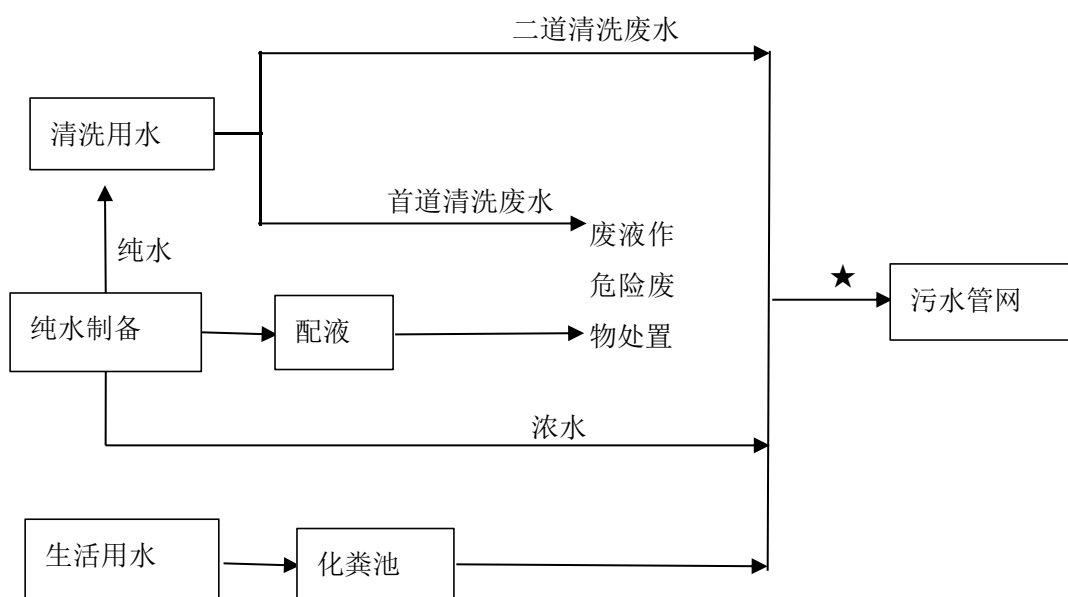 二道清洗废水
清洗用水
首道清洗废水
废液作
危险废
物处置
纯水
★
污水管网
纯水制备
配液
浓水
生活用水
化粪池